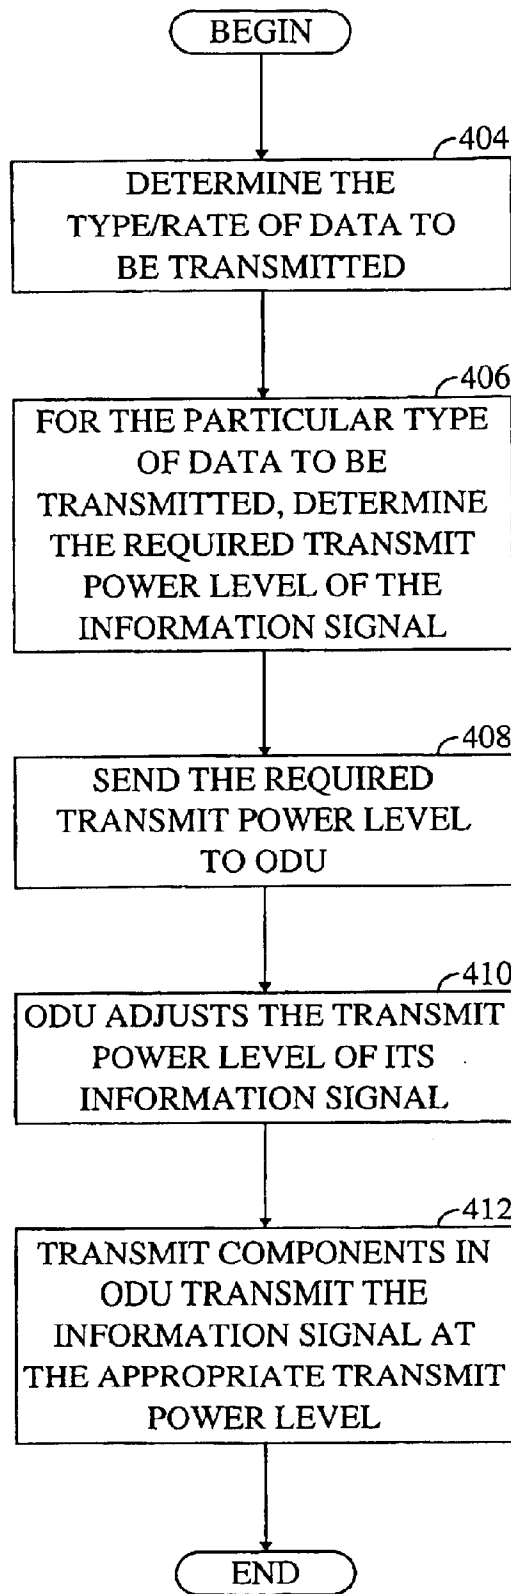 BEGIN
404
DETERMINE THE
TYPE/RATE OF DATA TO
BE TRANSMITTED
406
FOR THE PARTICULAR TYPE
OF DATA TO BE
TRANSMITTED, DETERMINE
THE REQUIRED TRANSMIT
POWER LEVEL OF THE
INFORMATION SIGNAL
408
SEND THE REQUIRED
TRANSMIT POWER LEVEL
TO ODU
410
ODU ADJUSTS THE TRANSMIT
POWER LEVEL OF ITS
INFORMATION SIGNAL
412
TRANSMIT COMPONENTS IN
ODU TRANSMIT THE
INFORMATION SIGNAL AT
THE APPROPRIATE TRANSMIT
POWER LEVEL
END